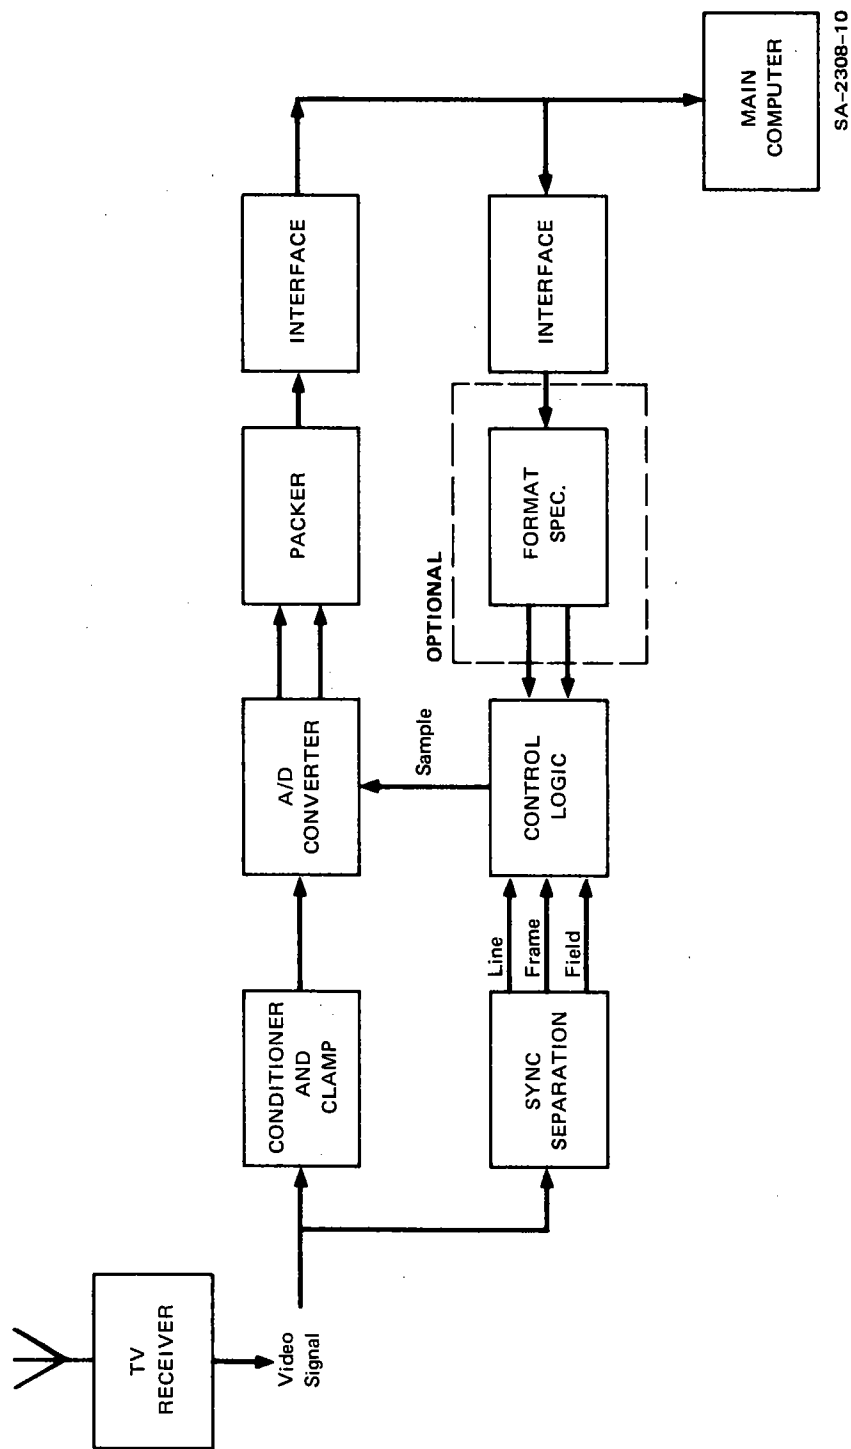 TV
RECEIVER
Video
Signal
CONDITIONER
AND
CLAMP
A/D
CONVERTER
PACKER
INTERFACE
SYNC
SEPARATION
Line
Frame
Field
CONTROL
LOGIC
Sample
OPTIONAL
FORMAT
SPEC.
INTERFACE
MAIN
COMPUTER
SA-2308-10